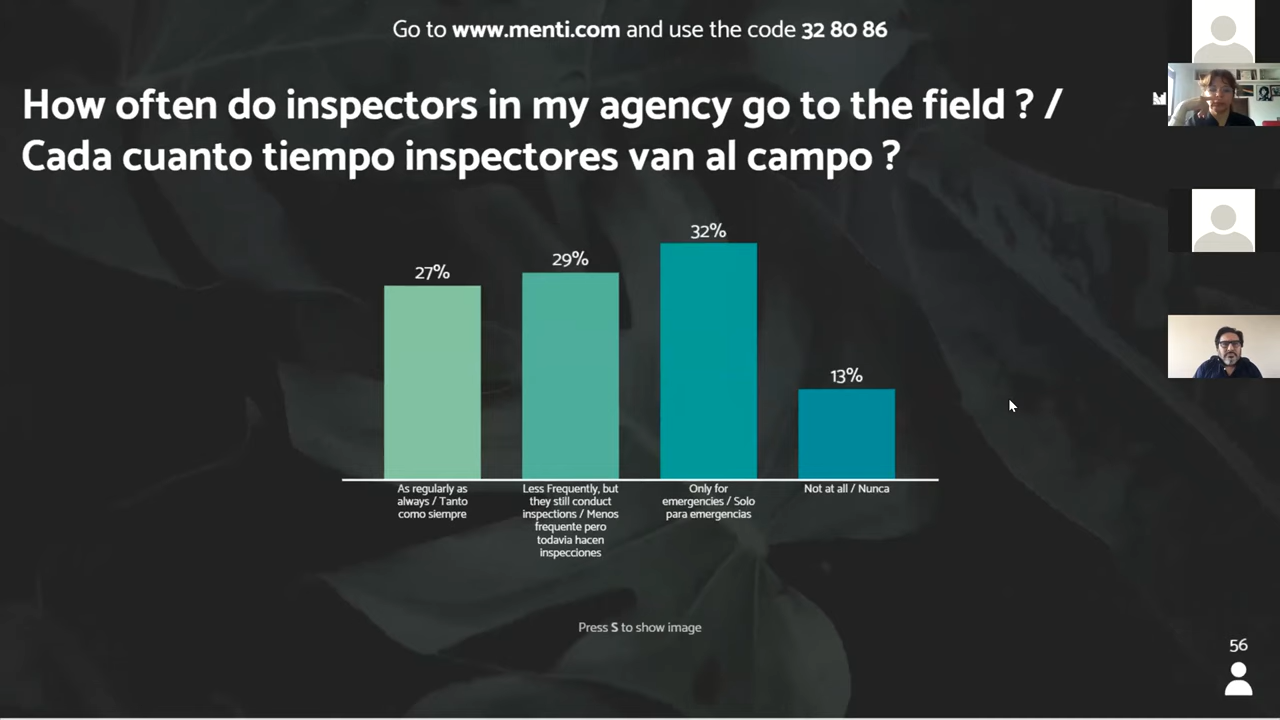 Go to www.menti.com and use the code 32 80 86
How often do inspectors in my agency go to the field ? /
Cada cuanto tiempo inspectores van al campo ?
27%
29%
32%
13%
As regularly as
always / Tanto
como siempre
Less Frequently, but
they still conduct
inspections / Menos
frequente pero
todavia hacen
inspecciones
Only for
emergencies / Solo
para emergencias
Not at all / Nunca
Press S to show image
56